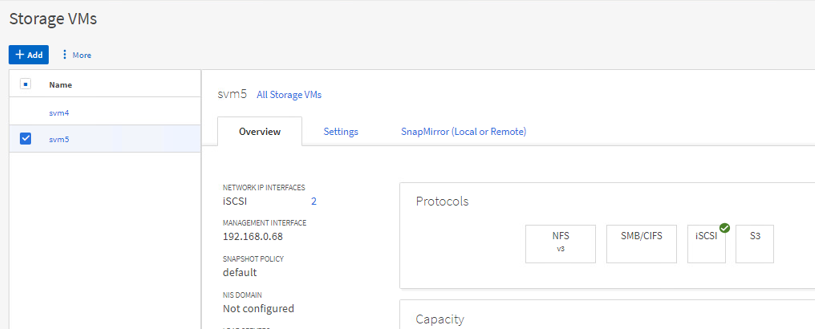 Storage VMs
+ Add
More
Name
svm4
svm5
svm5 All Storage VMs
Overview Settings SnapMirror (Local or Remote)
NETWORK IP INTERFACES
iSCSI 2
MANAGEMENT INTERFACE
192.168.0.68
SNAPSHOT POLICY
default
NIS DOMAIN
Not configured
Protocols
NFS
v3
SMB/CIFS
iSCSI
S3
Capacity